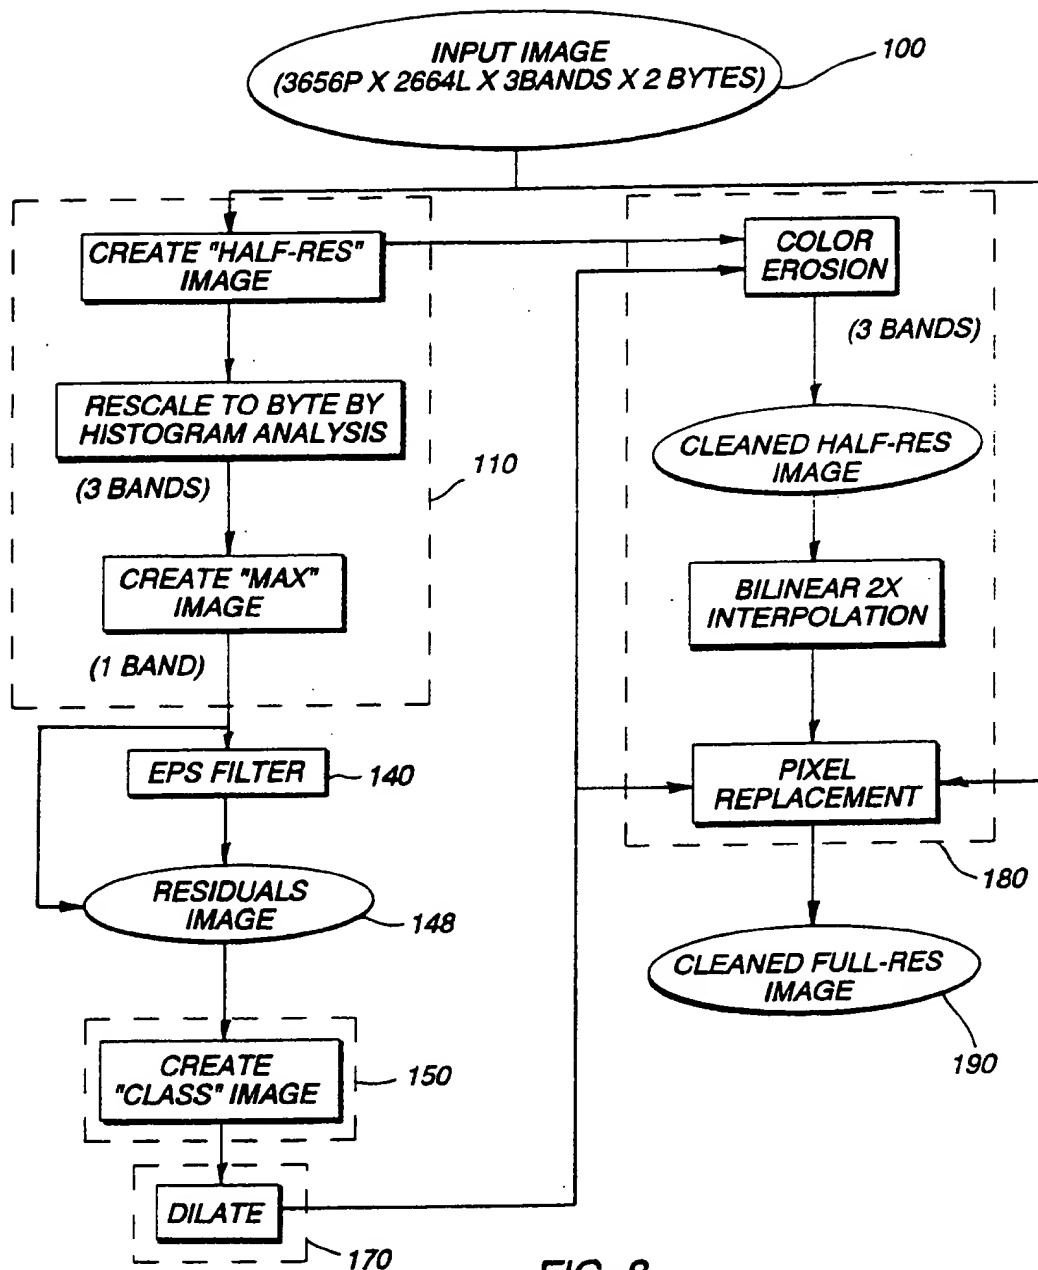 INPUT IMAGE
(3656P X 2664L X 3BANDS X 2 BYTES)
100
CREATE "HALF-RES"
IMAGE
RESCALE TO BYTE BY
HISTOGRAM ANALYSIS
(3 BANDS)
110
CREATE "MAX"
IMAGE
(1 BAND)
EPS FILTER
140
RESIDUALS
IMAGE
148
CREATE
"CLASS" IMAGE
150
DILATE
170
COLOR
EROSION
(3 BANDS)
CLEANED HALF-RES
IMAGE
BILINEAR 2X
INTERPOLATION
PIXEL
REPLACEMENT
180
CLEANED FULL-RES
IMAGE
190